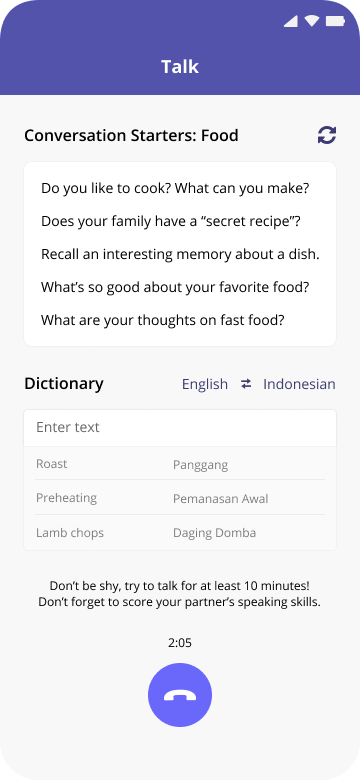 Talk
Conversation Starters: Food
Do you like to cook? What can you make?
Does your family have a “secret recipe”?
Recall an interesting memory about a dish.
What’s so good about your favorite food?
What are your thoughts on fast food?
Dictionary English Indonesian
Enter text
Roast Panggang
Preheating Pemanasan Awal
Lamb chops Daging Domba
Don’t be shy, try to talk for at least 10 minutes!
Don’t forget to score your partner’s speaking skills.
2:05